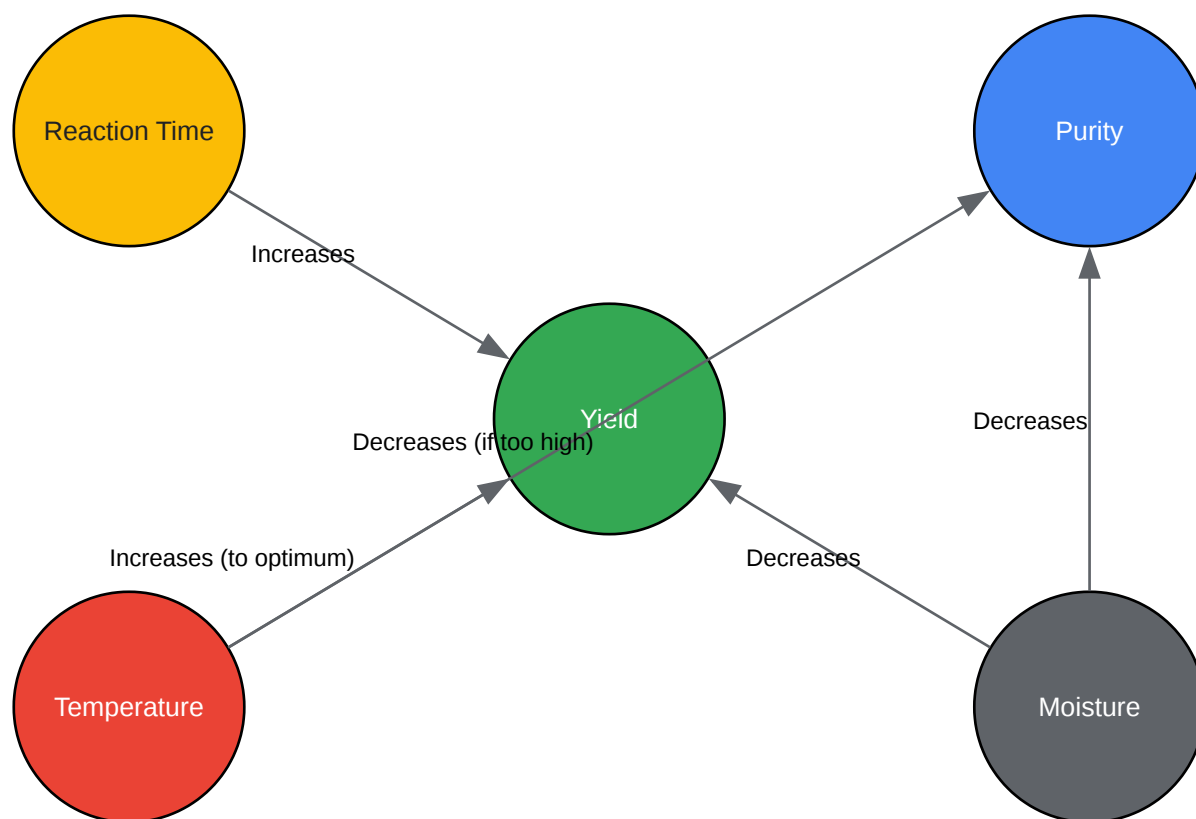 Reaction Time
Purity
Increases
Yield
Decreases (if too high)
Decreases
Increases (to optimum)
Decreases
Temperature
Moisture